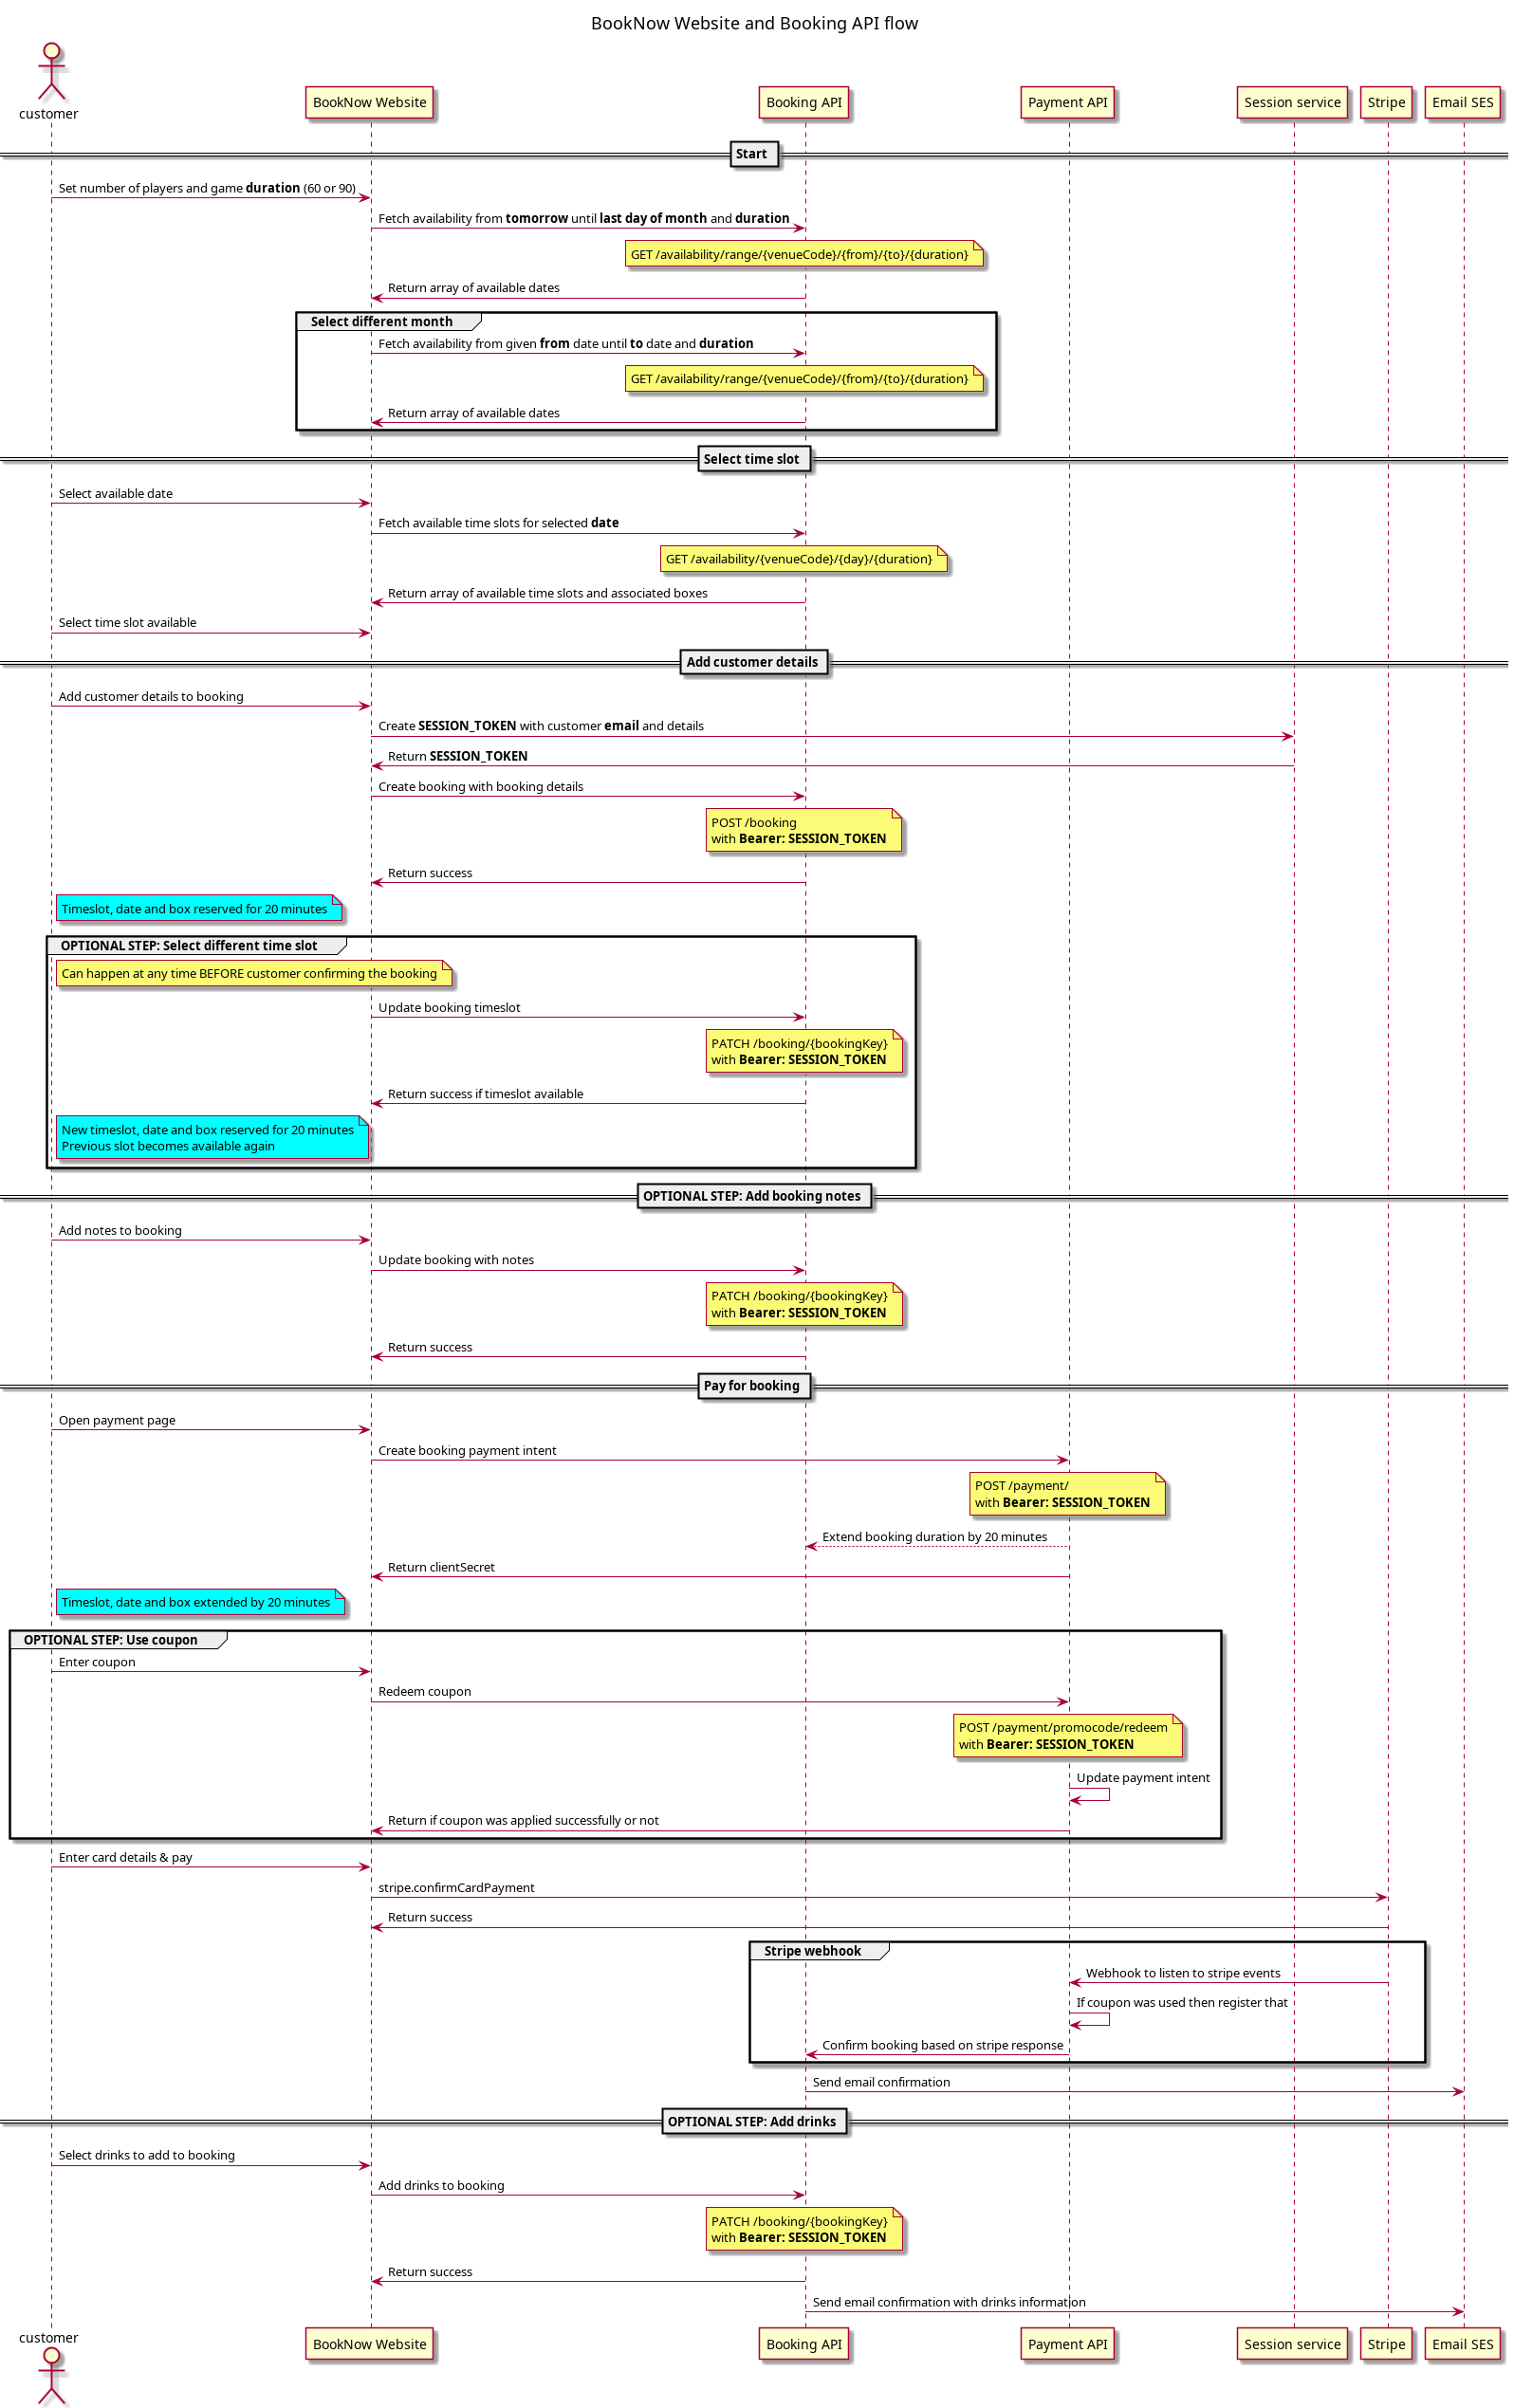 BookNow Website and Booking API flow
customer
BookNow Website
Booking API
Payment API
Session service
Stripe
Email SES
Start
Set number of players and game duration (60 or 90)
Fetch availability from tomorrow until last day of month and duration
GET /availability/range/{venueCode}/{from}/{to}/{duration}
Return array of available dates
Select different month
Fetch availability from given from date until to date and duration
GET /availability/range/{venueCode}/{from}/{to}/{duration}
Return array of available dates
Select time slot
Select available date
Fetch available time slots for selected date
GET /availability/{venueCode}/{day}/{duration}
Return array of available time slots and associated boxes
Select time slot available
Add customer details
Add customer details to booking
Create SESSION_TOKEN with customer email and details
Return SESSION_TOKEN
Create booking with booking details
POST /booking
with Bearer: SESSION_TOKEN
Return success
Timeslot, date and box reserved for 20 minutes
OPTIONAL STEP: Select different time slot
Can happen at any time BEFORE customer confirming the booking
Update booking timeslot
PATCH /booking/{bookingKey}
with Bearer: SESSION_TOKEN
Return success if timeslot available
New timeslot, date and box reserved for 20 minutes
Previous slot becomes available again
OPTIONAL STEP: Add booking notes
Add notes to booking
Update booking with notes
PATCH /booking/{bookingKey}
with Bearer: SESSION_TOKEN
Return success
Pay for booking
Open payment page
Create booking payment intent
POST /payment/
with Bearer: SESSION_TOKEN
Extend booking duration by 20 minutes
Return clientSecret
Timeslot, date and box extended by 20 minutes
OPTIONAL STEP: Use coupon
Enter coupon
Redeem coupon
POST /payment/promocode/redeem
with Bearer: SESSION_TOKEN
Update payment intent
Return if coupon was applied successfully or not
Enter card details & pay
stripe.confirmCardPayment
Return success
Stripe webhook
Webhook to listen to stripe events
If coupon was used then register that
Confirm booking based on stripe response
Send email confirmation
OPTIONAL STEP: Add drinks
Select drinks to add to booking
Add drinks to booking
PATCH /booking/{bookingKey}
with Bearer: SESSION_TOKEN
Return success
Send email confirmation with drinks information
customer
BookNow Website
Booking API
Payment API
Session service
Stripe
Email SES